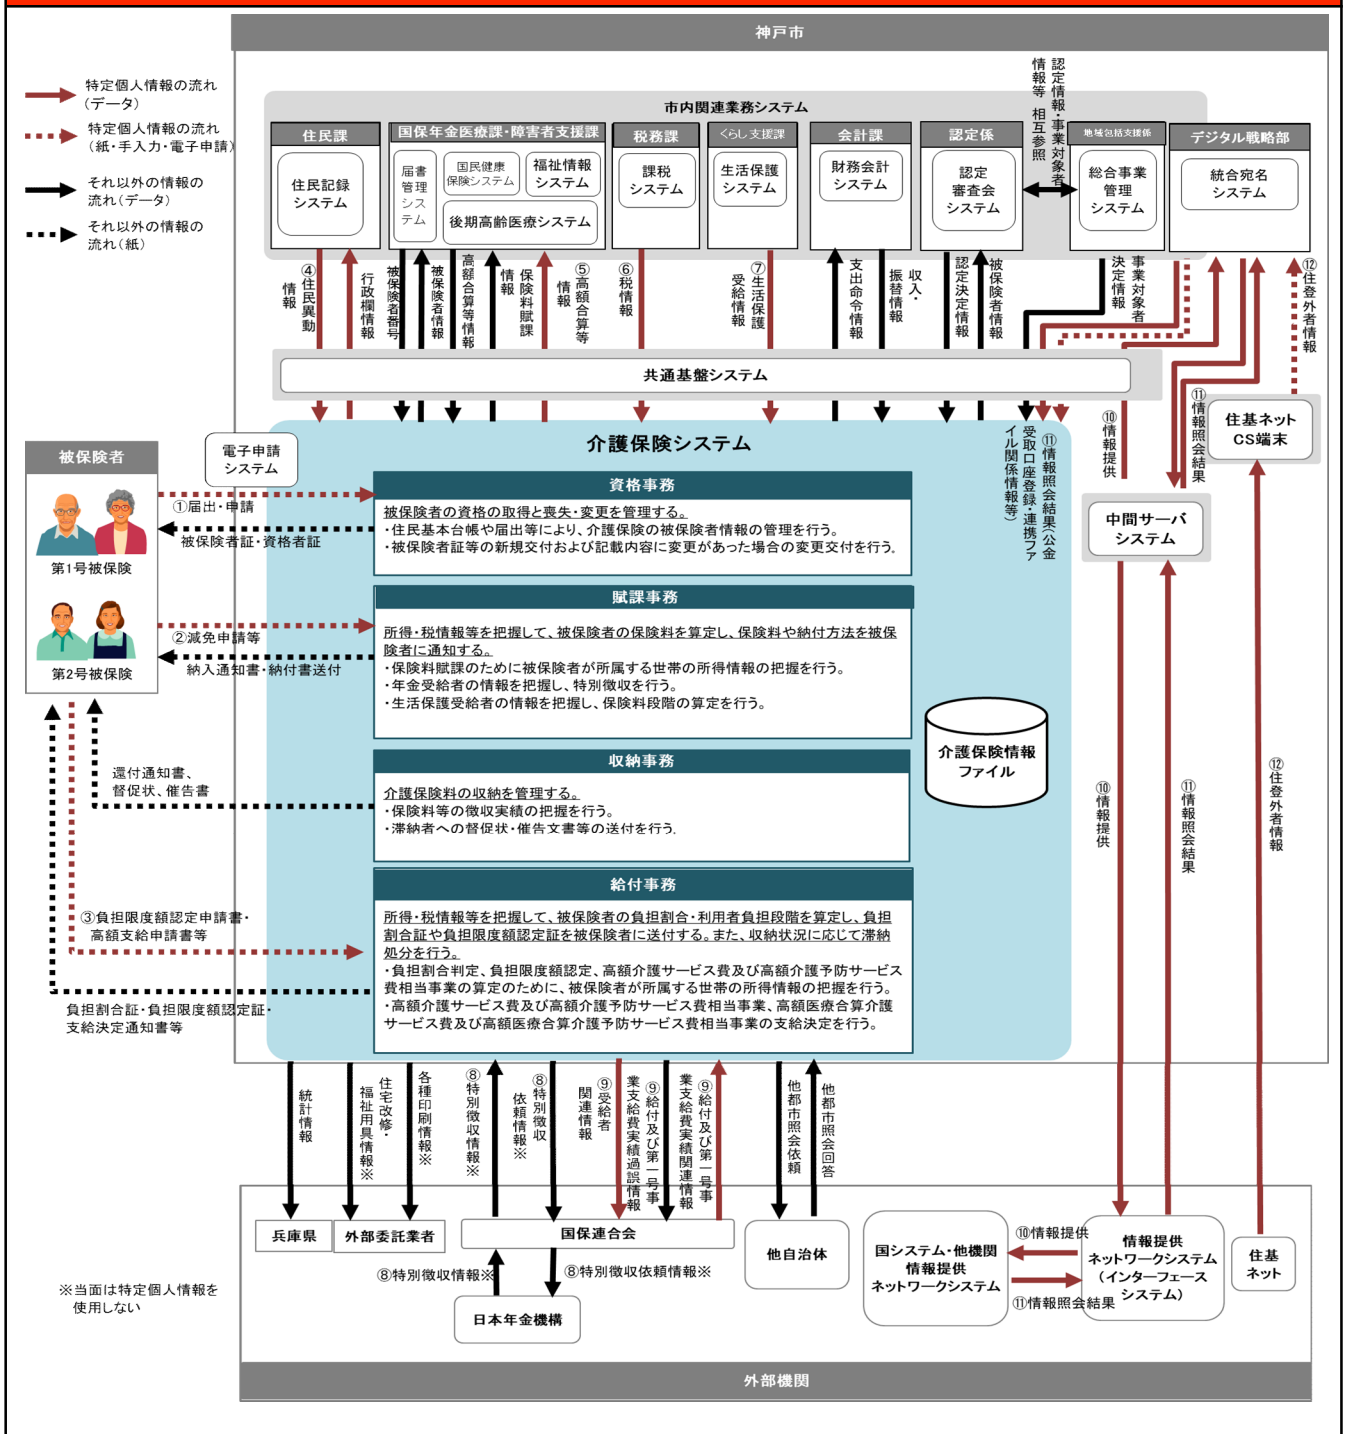 神戸市
特定個人情報の流れ
（データ）
特定個人情報の流れ
（紙・手入力・電子申請）
それ以外の情報の
流れ（データ）
それ以外の情報の
流れ（紙）
市内関連業務システム
認定情報・事業対象者
情報等 相互参照
住民課
住民記録
システム
国保年金医療課・障害者支援課
届書
管理
シス
テム
国民健康
保険システム
福祉情報
システム
後期高齢医療システム
税務課
課税
システム
くらし支援課
生活保護
システム
会計課
財務会計
システム
認定係
認定
審査会
システム
地域包括支援係
総合事業
管理
システム
デジタル戦略部
統合宛名
システム
④住民異動
情報
行政欄情報
被保険者番号
被保険者情報
高額合算等情報
保険料賦課
情報
⑤高額合算等
情報
⑥税情報
⑦生活保護
受給情報
支出命令情報
収入・
振替情報
認定決定情報
被保険者情報
事業対象者
決定情報
⑫住登外者情報
共通基盤システム
⑩情報提供
⑪情報照会結果
住基ネット
CS端末
介護保険システム
電子申請
システム
⑪情報照会結果（公金
受取口座登録・連携ファ
イル関係情報等）
中間サーバ
システム
被保険者
第1号被保険
第2号被保険
①届出・申請
被保険者証・資格者証
資格事務
被保険者の資格の取得と喪失・変更を管理する。
・住民基本台帳や届出等により、介護保険の被保険者情報の管理を行う。
・被保険者証等の新規交付および記載内容に変更があった場合の変更交付を行う。
②減免申請等
納入通知書・納付書送付
賦課事務
所得・税情報等を把握して、被保険者の保険料を算定し、保険料や納付方法を被保
険者に通知する。
・保険料賦課のために被保険者が所属する世帯の所得情報の把握を行う。
・年金受給者の情報を把握し、特別徴収を行う。
・生活保護受給者の情報を把握し、保険料段階の算定を行う。
介護保険情報
ファイル
還付通知書、
督促状、催告書
収納事務
介護保険料の収納を管理する。
・保険料等の徴収実績の把握を行う。
・滞納者への督促状・催告文書等の送付を行う。
⑩情報提供
⑪情報照会結果
⑫住登外者情報
③負担限度額認定申請書・
高額支給申請書等
負担割合証・負担限度額認定証・
支給決定通知書等
給付事務
所得・税情報等を把握して、被保険者の負担割合・利用者負担段階を算定し、負担
割合証や負担限度額認定証を被保険者に送付する。また、収納状況に応じて滞納
処分を行う。
・負担割合判定、負担限度額認定、高額介護サービス費及び高額介護予防サービス
費相当事業の算定のために、被保険者が所属する世帯の所得情報の把握を行う。
・高額介護サービス費及び高額介護予防サービス費相当事業、高額医療合算介護
サービス費及び高額医療合算介護予防サービス費相当事業の支給決定を行う。
統計情報
住宅改修・
福祉用具情報※
各種印刷情報※
⑧特別徴収情報※
⑧特別徴収
依頼情報※
⑨受給者
関連情報
⑨給付及び第一号事
業支給費実績過誤情報
⑨給付及び第一号事
業支給費実績関連情報
他都市照会依頼
他都市照会回答
兵庫県
外部委託業者
国保連合会
⑧特別徴収情報※
⑧特別徴収依頼情報※
日本年金機構
他自治体
国システム・他機関
情報提供
ネットワークシステム
⑩情報提供
⑪情報照会結果
情報提供
ネットワークシステム
（インターフェース
システム）
住基
ネット
※当面は特定個人情報を
使用しない
外部機関